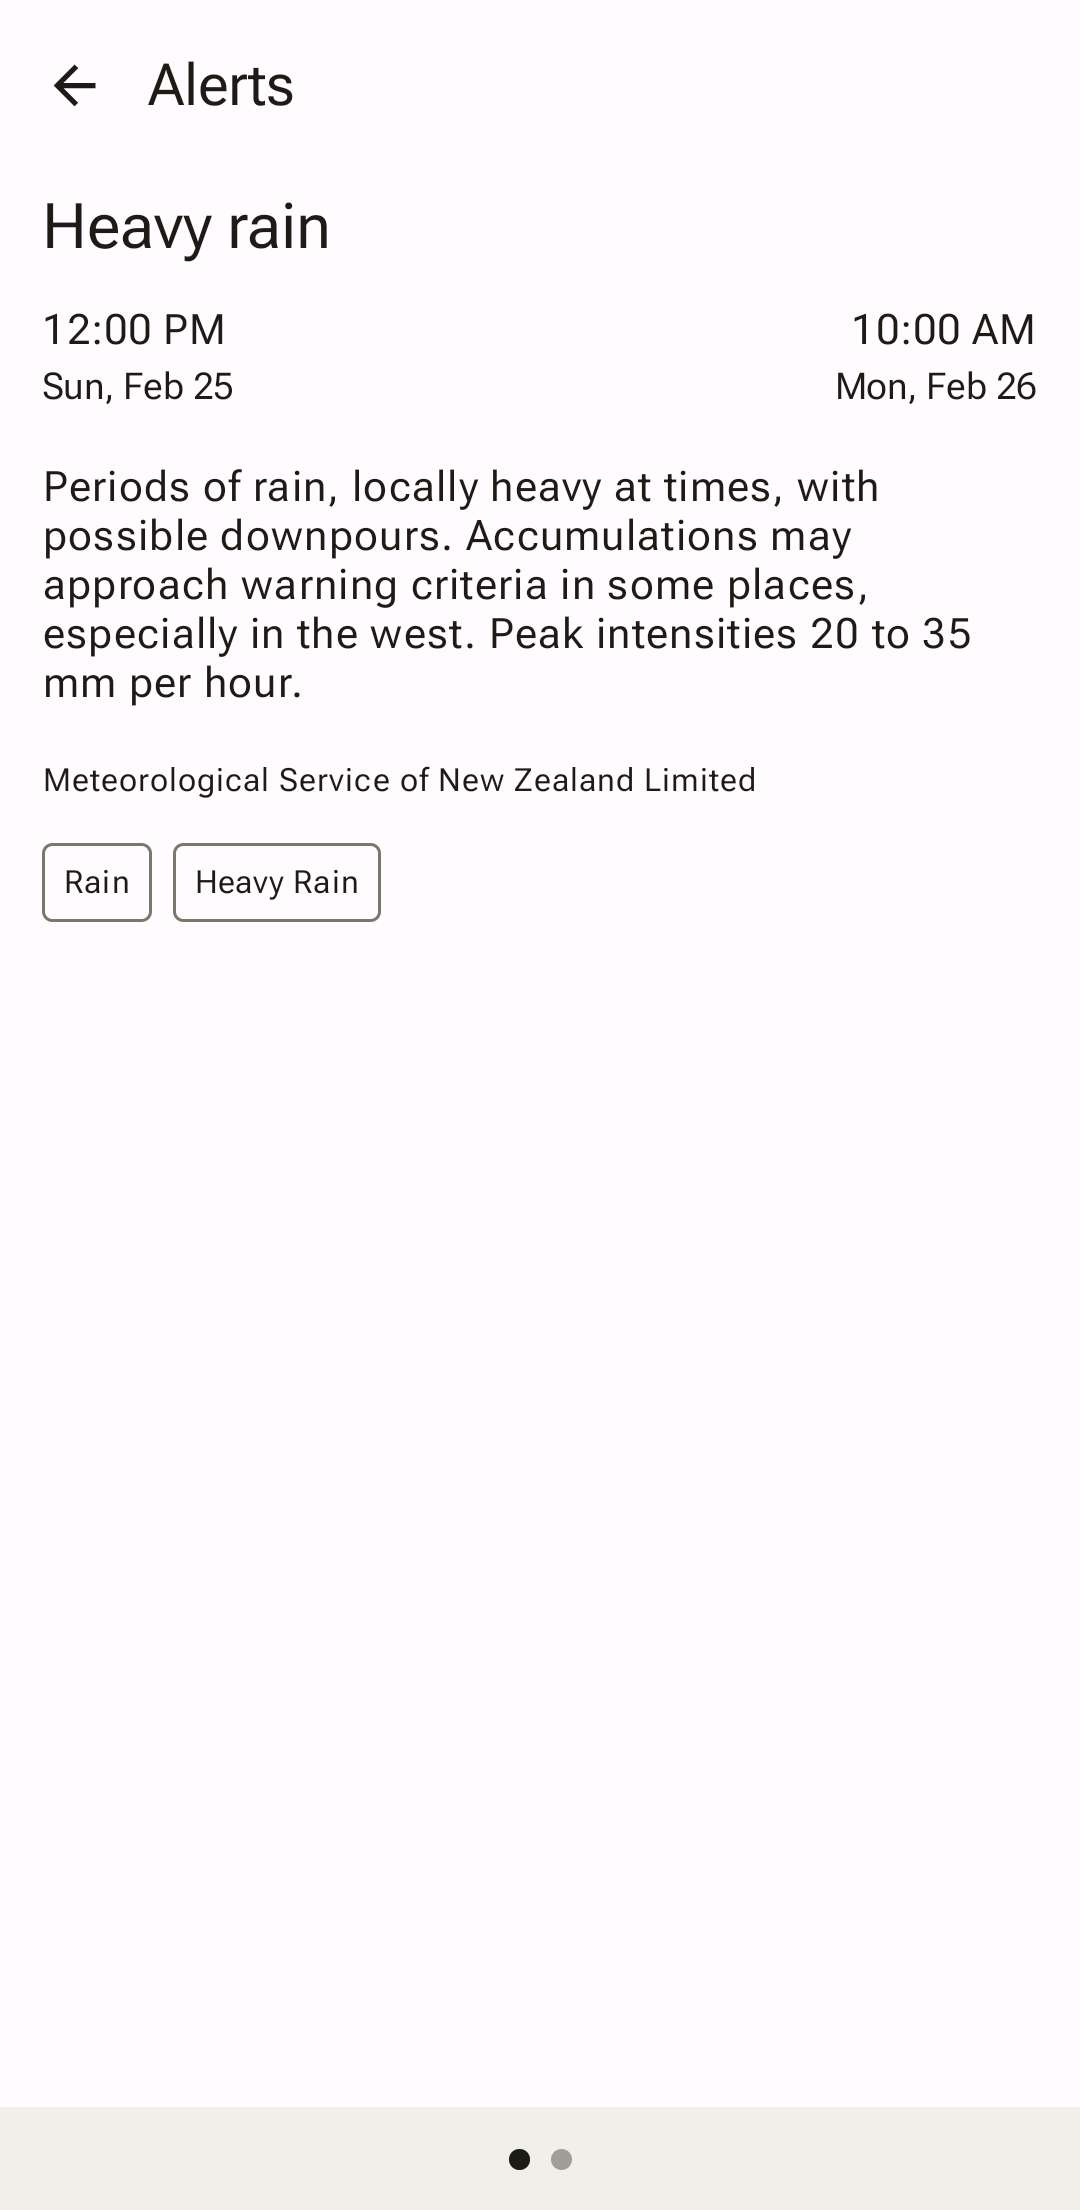 Alerts
Heavy rain
12:00 PM 10:00 AM
Sun, Feb 25 Mon, Feb 26
Periods of rain, locally heavy at times, with
possible downpours. Accumulations may
approach warning criteria in some places,
especially in the west. Peak intensities 20 to 35
mm per hour.
Meteorological Service of New Zealand Limited
Rain Heavy Rain